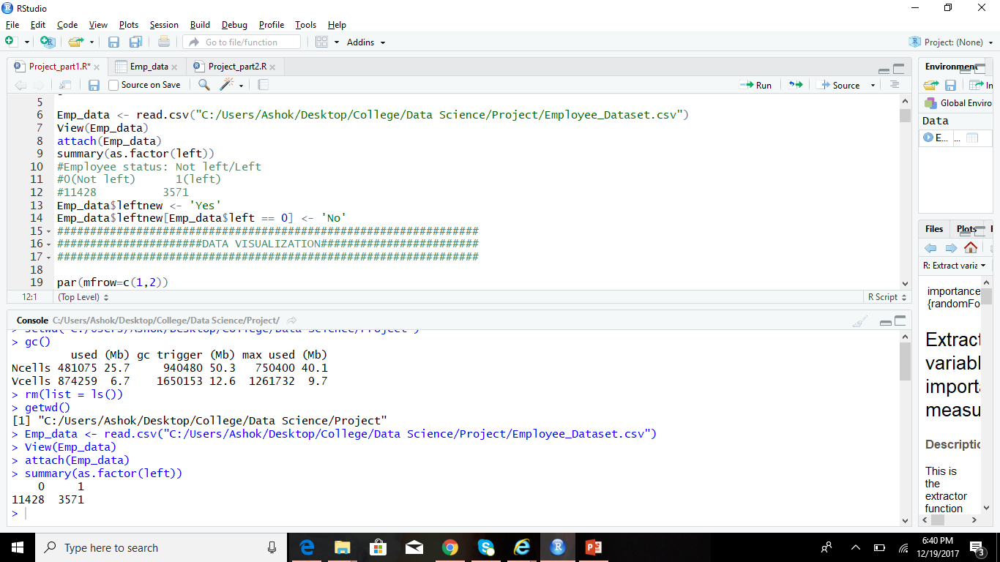 RStudio
File Edit Code View Plots Session Build Debug Profile Tools Help
Go to file/function Addins Project: (None)
Project_part1.R* Emp_data Project_part2.R
Source on Save Run Source
5
6 Emp_data <- read.csv("C:/Users/Ashok/Desktop/College/Data Science/Project/Employee_Dataset.csv")
7 View(Emp_data)
8 attach(Emp_data)
9 summary(as.factor(left))
10 #Employee status: Not left/Left
11 #0(Not left)      1(left)
12 #11428          3571
13 Emp_data$leftnew <- 'Yes'
14 Emp_data$leftnew[Emp_data$left == 0] <- 'No'
15 ################################################################
16 ######################DATA VISUALIZATION########################
17 ################################################################
18
19 par(mfrow=c(1,2))
12:1 (Top Level) R Script
Console C:/Users/Ashok/Desktop/College/Data Science/Project/
> setwd("C:/Users/Ashok/Desktop/College/Data Science/Project")
> gc()
         used (Mb) gc trigger (Mb) max used (Mb)
Ncells 481075 25.7     940480 50.3   750400 40.1
Vcells 874259  6.7    1650153 12.6  1261732  9.7
> rm(list = ls())
> getwd()
[1] "C:/Users/Ashok/Desktop/College/Data Science/Project"
> Emp_data <- read.csv("C:/Users/Ashok/Desktop/College/Data Science/Project/Employee_Dataset.csv")
> View(Emp_data)
> attach(Emp_data)
> summary(as.factor(left))
    0     1
11428  3571
>
Environment
In
Global Enviro
Data
E... ...
Files Plots
R: Extract varia
importance
{randomFo
Extract
variabl
importa
measu
Descriptio
This is
the
extractor
function
Type here to search
6:40 PM
12/19/2017
3